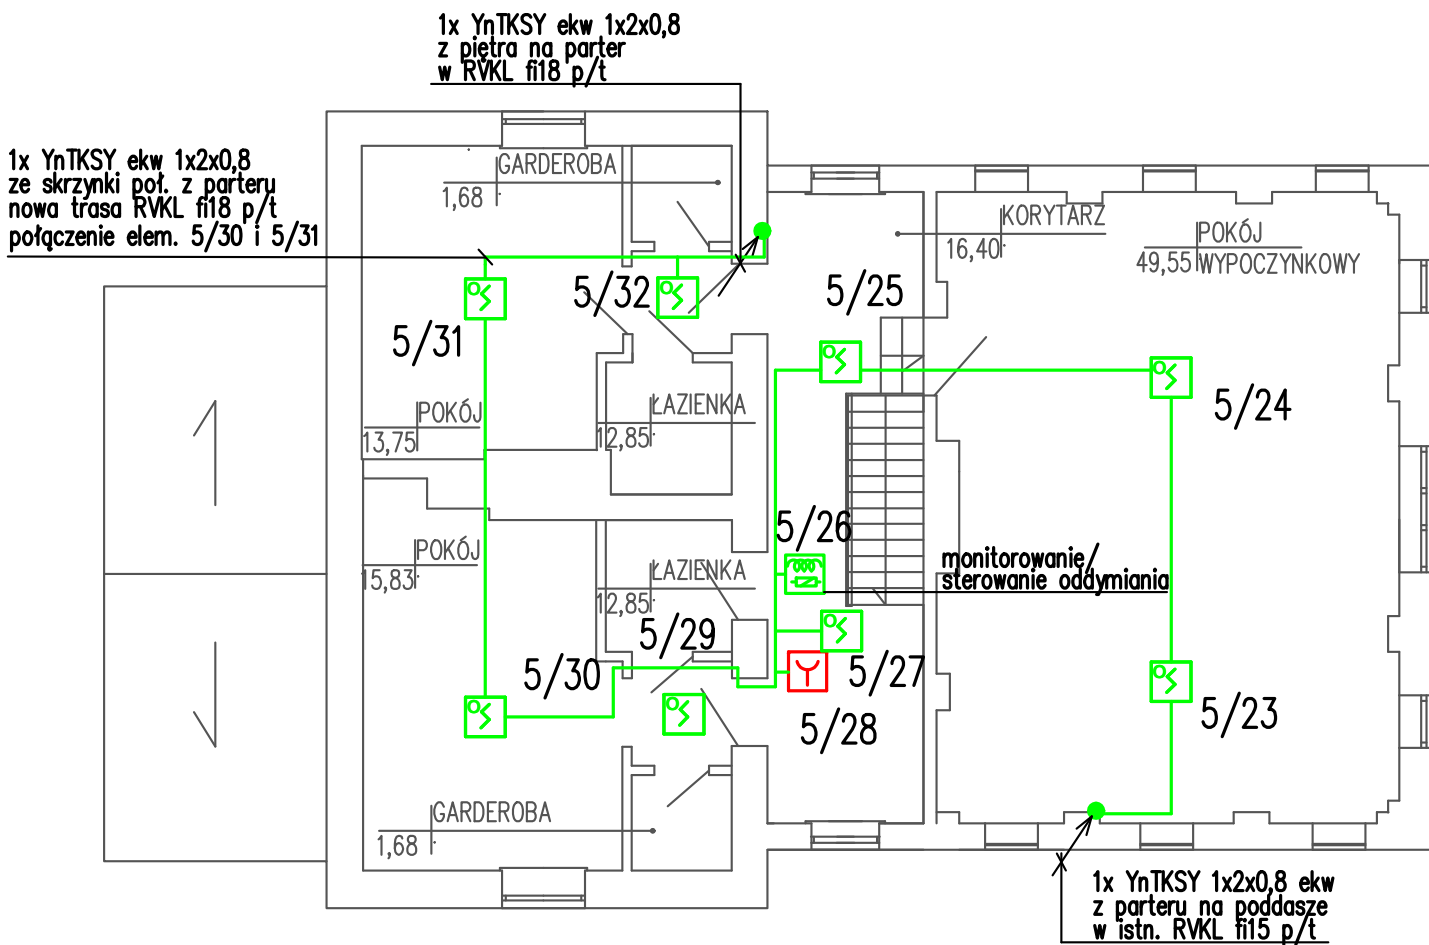 1x YnTKSY ekw 1x2x0,8
z piętra na parter
w RVKL fi18 p/t
1x YnTKSY ekw 1x2x0,8
ze skrzynki poł. z parteru
nowa trasa RVKL fi18 p/t
połączenie elem. 5/30 i 5/31
GARDEROBA
1,68
KORYTARZ
16,40
POKÓJ
49,55 WYPOCZYNKOWY
5/32
5/25
5/31
5/24
POKÓJ
13,75
ŁAZIENKA
12,85
5/26
POKÓJ
15,83
ŁAZIENKA
12,85
monitorowanie/
sterowanie oddymiania
5/29
5/30
5/27
5/28
5/23
GARDEROBA
1,68
1x YnTKSY 1x2x0,8 ekw
z parteru na poddasze
w istn. RVKL fi15 p/t